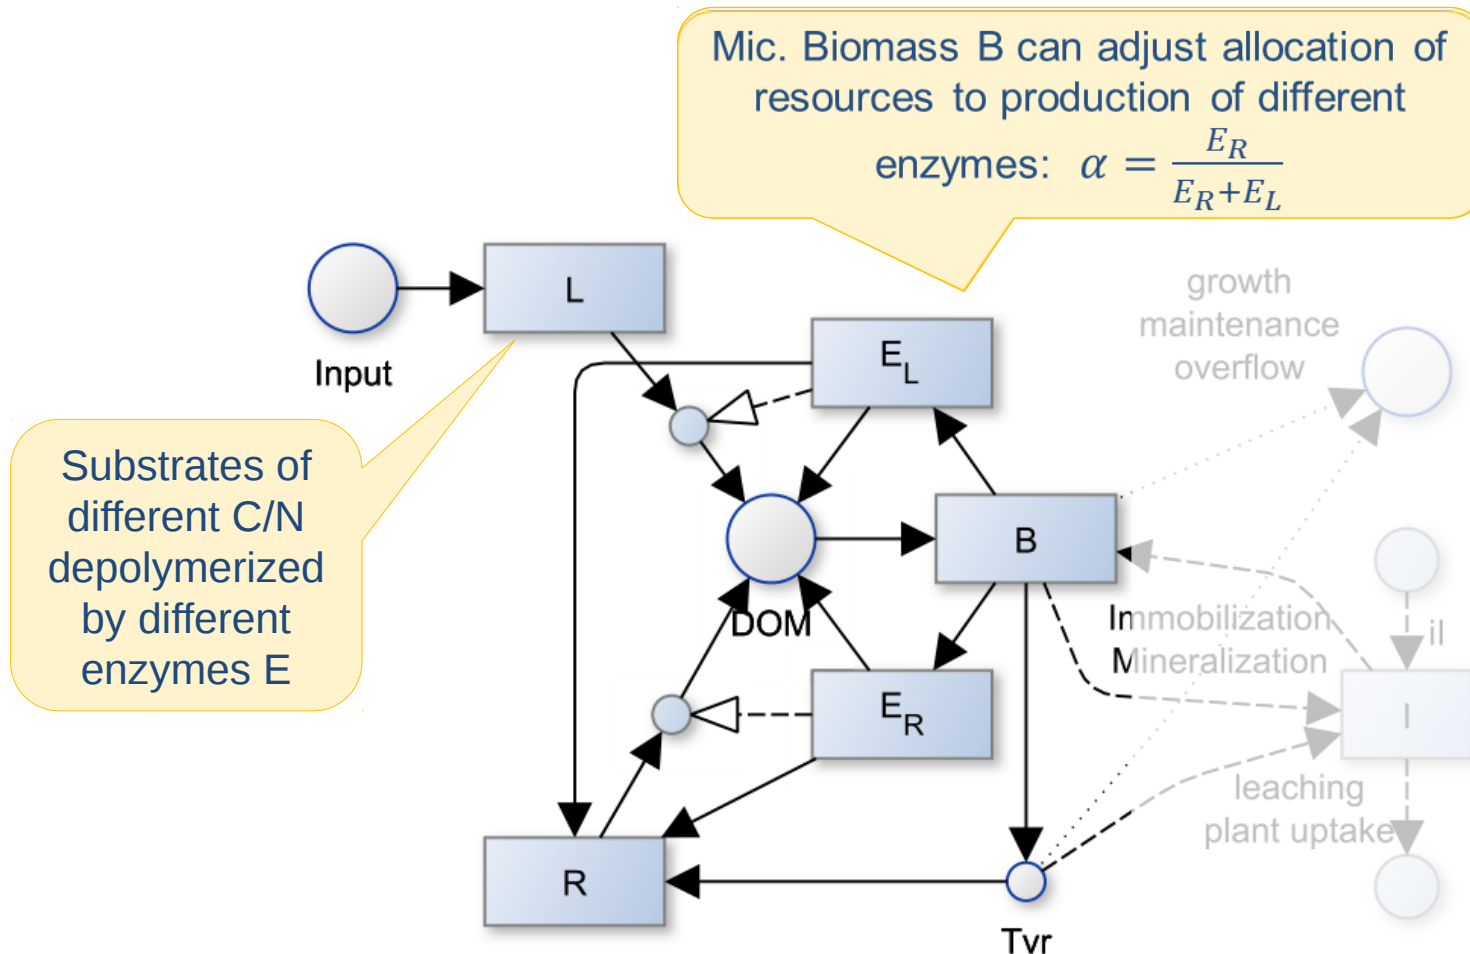 Mic. Biomass B can adjust allocation of
resources to production of different
enzymes: α = E_R / (E_R+E_L)
Input
L
E_L
growth
maintenance
overflow
Substrates of
different C/N
depolymerized
by different
enzymes E
DOM
B
Immobilization
Mineralization
il
E_R
I
leaching
plant uptake
R
Tvr